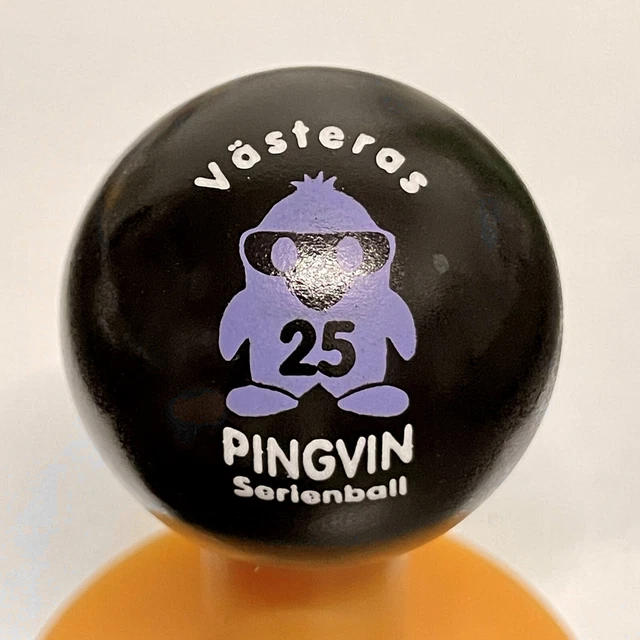 Västeras
25
PINGVIN
Serienball